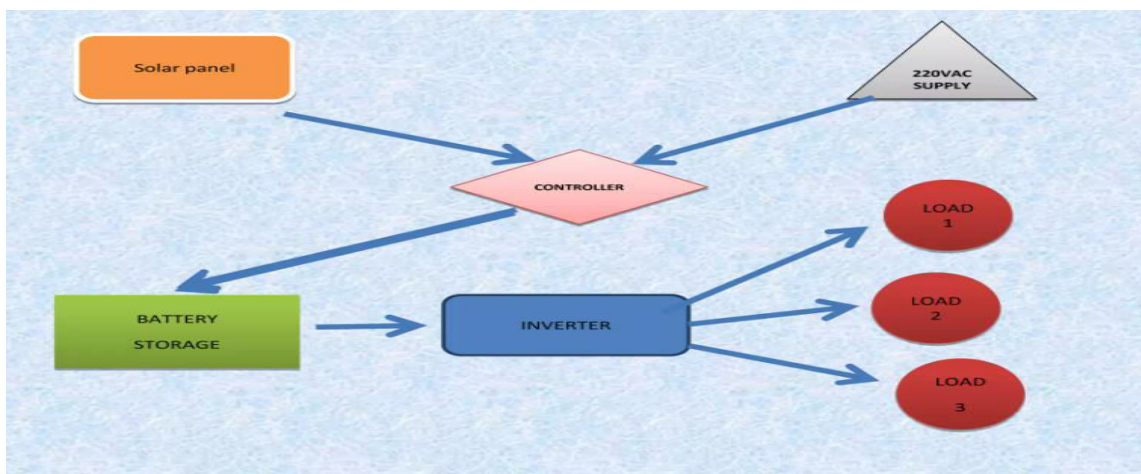 Solar panel
220VAC
SUPPLY
CONTROLLER
LOAD
1
BATTERY
STORAGE
INVERTER
LOAD
2
LOAD
3